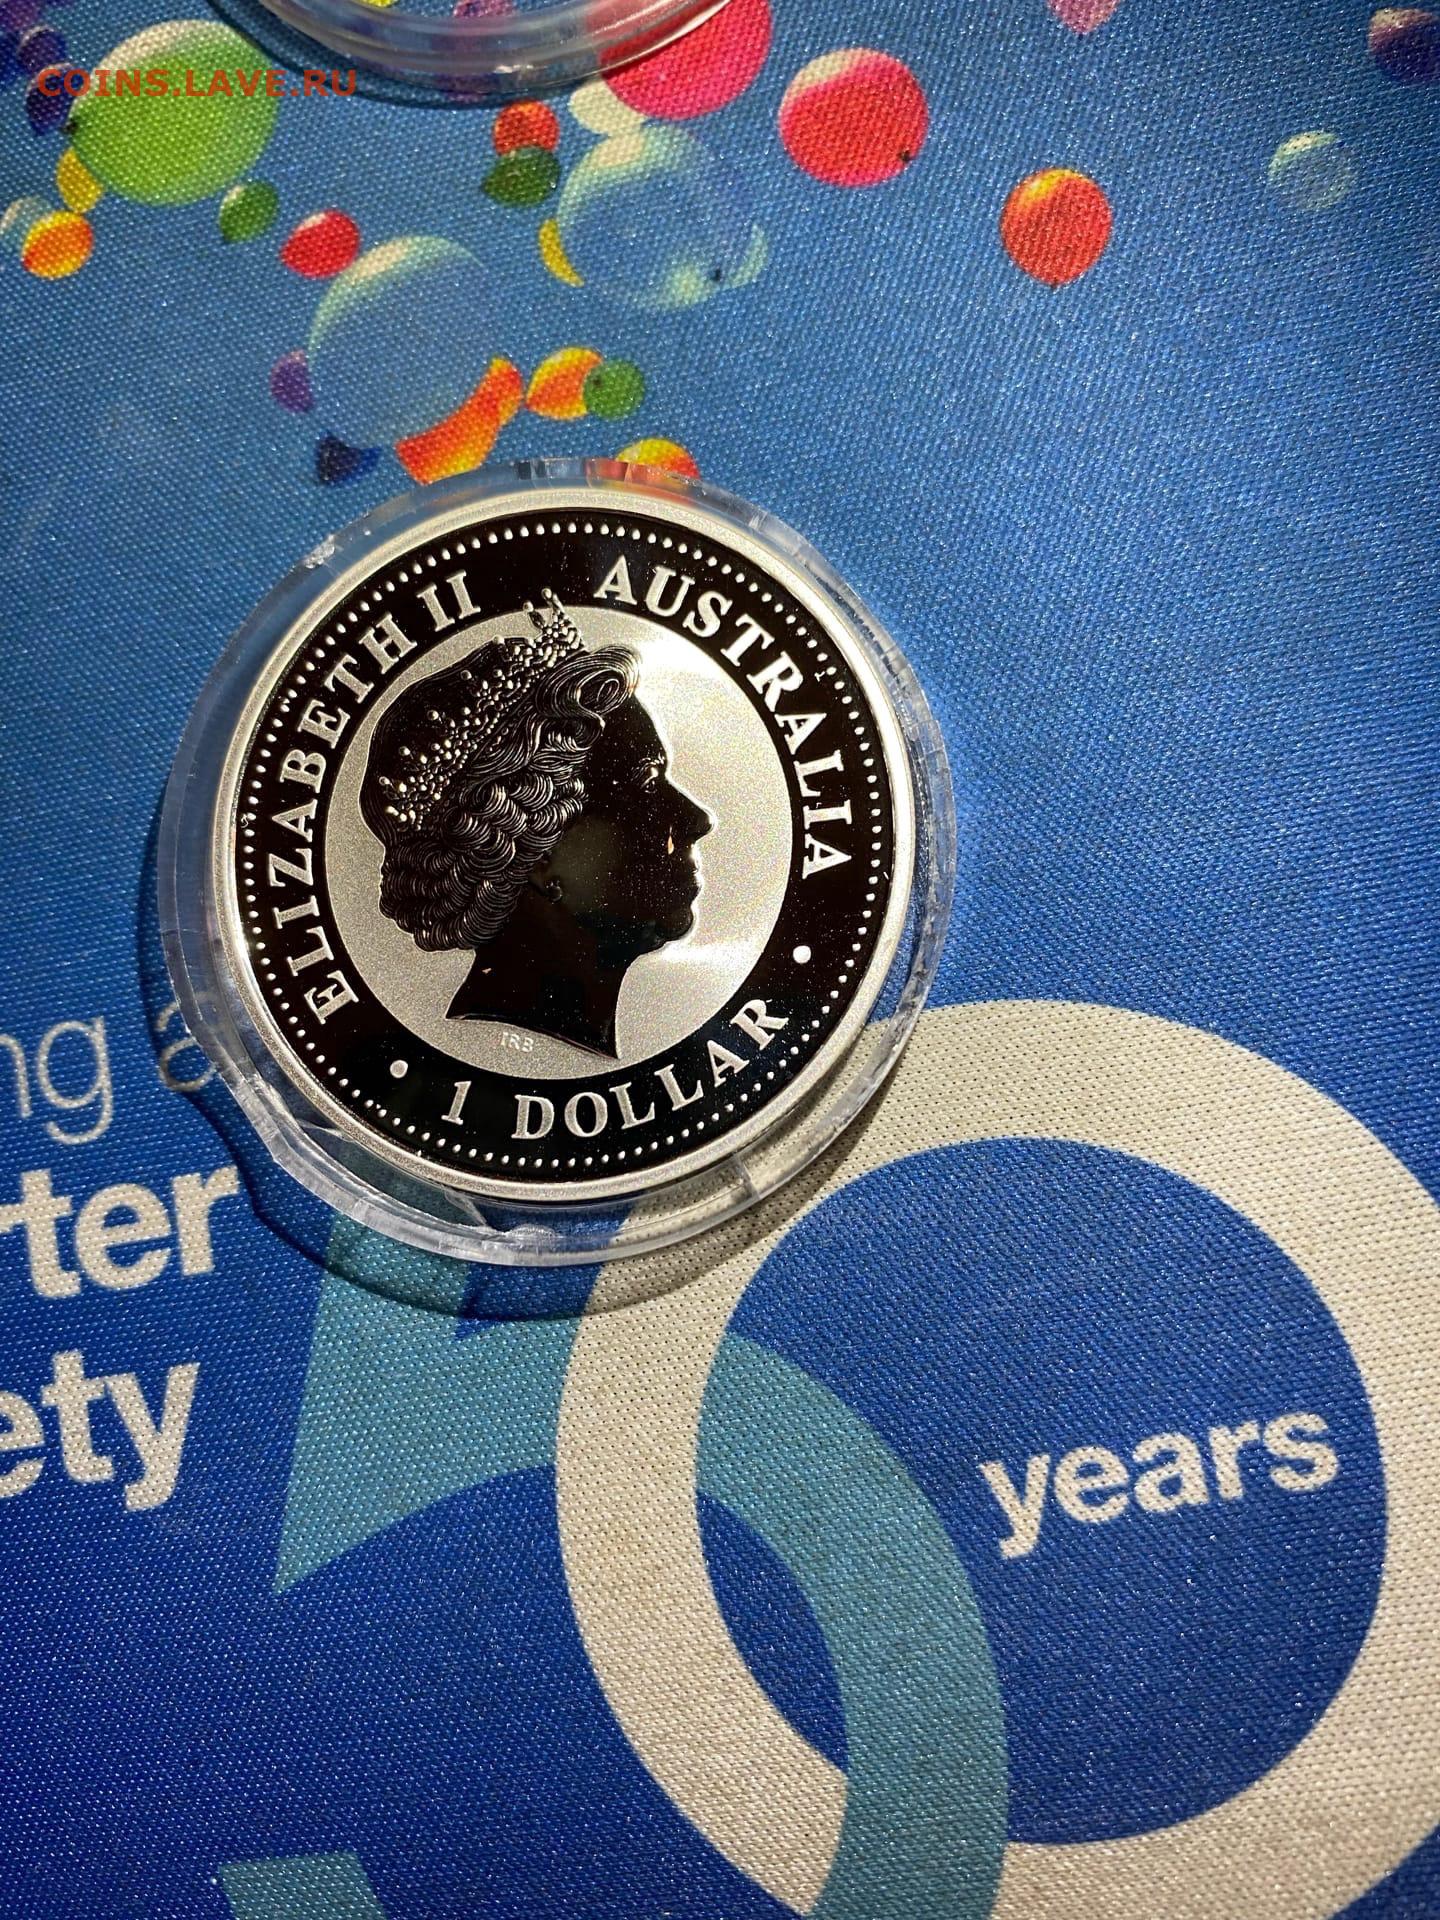 COINS.LAVE.RU
ELIZABETH II AUSTRALIA
IRB
• 1 DOLLAR •
ng a
rter
ety
years